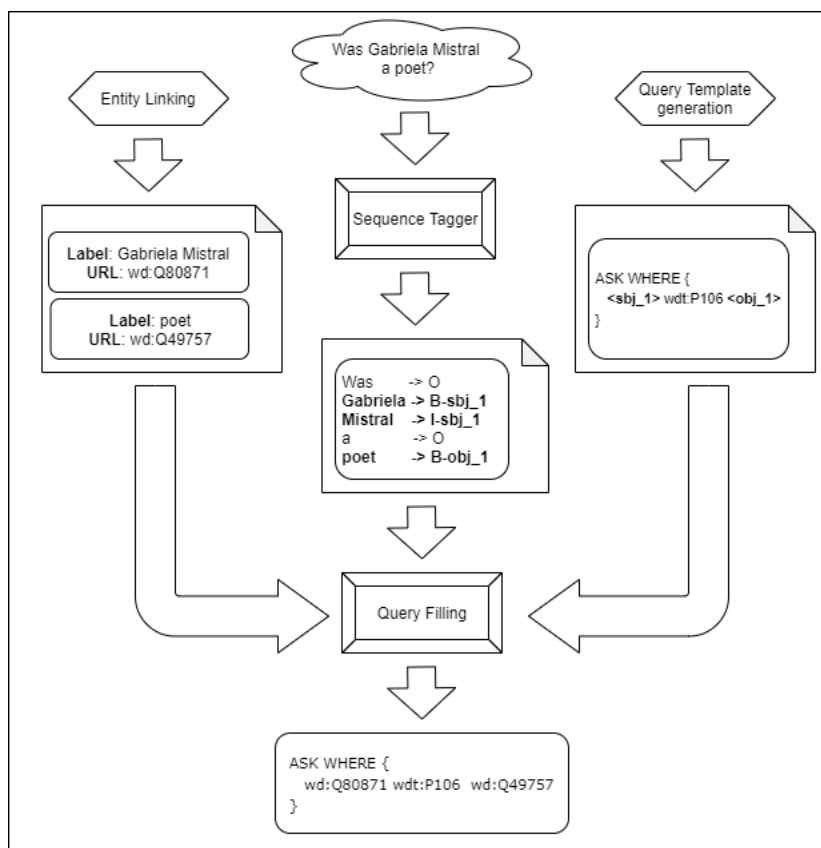 Was Gabriela Mistral
a poet?
Entity Linking
Query Template
generation
Label: Gabriela Mistral
URL: wd:Q80871
Label: poet
URL: wd:Q49757
Sequence Tagger
ASK WHERE {
<sbj_1> wdt:P106 <obj_1>
}
Was -> O
Gabriela -> B-sbj_1
Mistral -> I-sbj_1
a -> O
poet -> B-obj_1
Query Filling
ASK WHERE {
wd:Q80871 wdt:P106 wd:Q49757
}